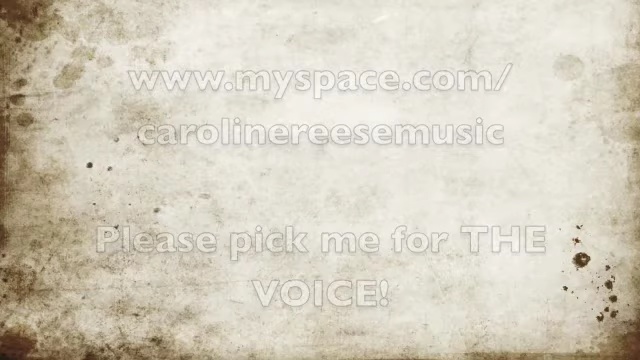 www.myspace.com/
carolinereesemusic
Please pick me for THE
VOICE!